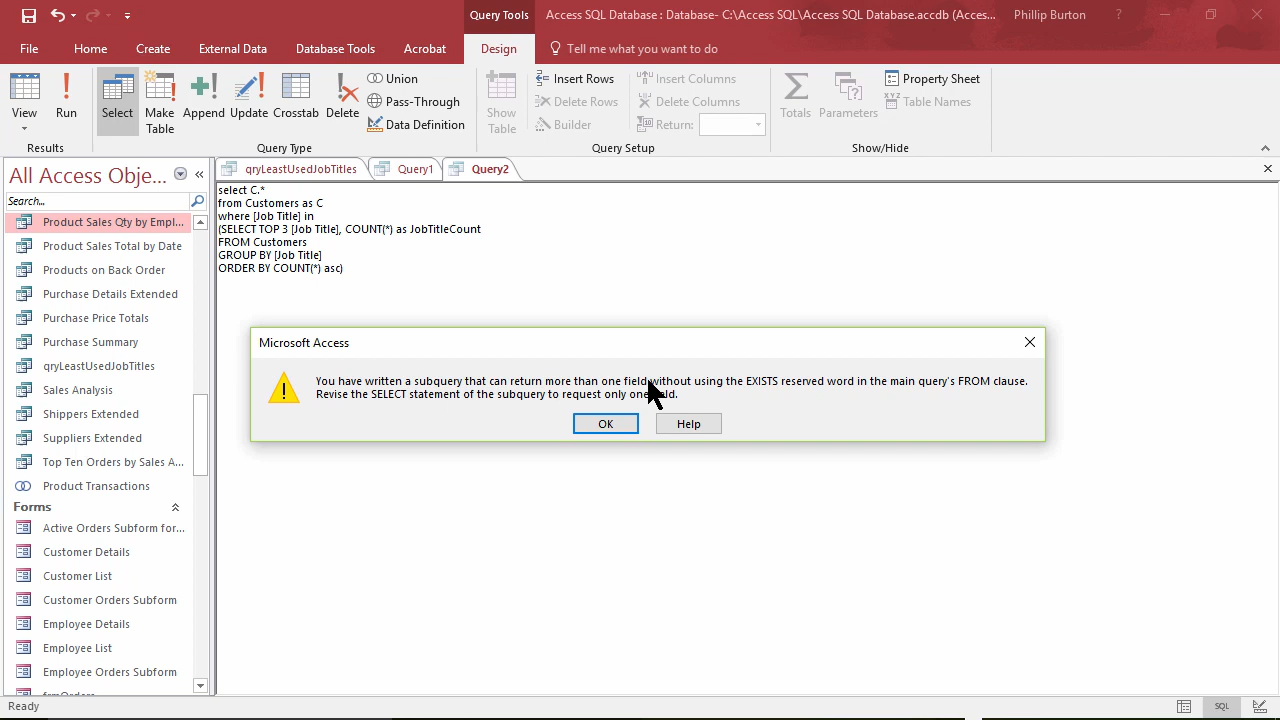 Query Tools
Access SQL Database : Database- C:\Access SQL\Access SQL Database.accdb (Acces...
Phillip Burton
?
File
Home
Create
External Data
Database Tools
Acrobat
Design
Tell me what you want to do
View
Run
Select
Make Table
Append
Update
Crosstab
Delete
Union
Pass-Through
Data Definition
Show Table
Insert Rows
Delete Rows
Builder
Insert Columns
Delete Columns
Return:
Totals
Parameters
Property Sheet
Table Names
Results
Query Type
Query Setup
Show/Hide
All Access Obje...
Search...
Product Sales Qty by Empl...
Product Sales Total by Date
Products on Back Order
Purchase Details Extended
Purchase Price Totals
Purchase Summary
qryLeastUsedJobTitles
Sales Analysis
Shippers Extended
Suppliers Extended
Top Ten Orders by Sales A...
Product Transactions
Forms
Active Orders Subform for...
Customer Details
Customer List
Customer Orders Subform
Employee Details
Employee List
Employee Orders Subform
frmOrders
qryLeastUsedJobTitles
Query1
Query2
select C.*
from Customers as C
where [Job Title] in
(SELECT TOP 3 [Job Title], COUNT(*) as JobTitleCount
FROM Customers
GROUP BY [Job Title]
ORDER BY COUNT(*) asc)
Microsoft Access
You have written a subquery that can return more than one field without using the EXISTS reserved word in the main query's FROM clause.
Revise the SELECT statement of the subquery to request only one field.
OK
Help
Ready
SQL